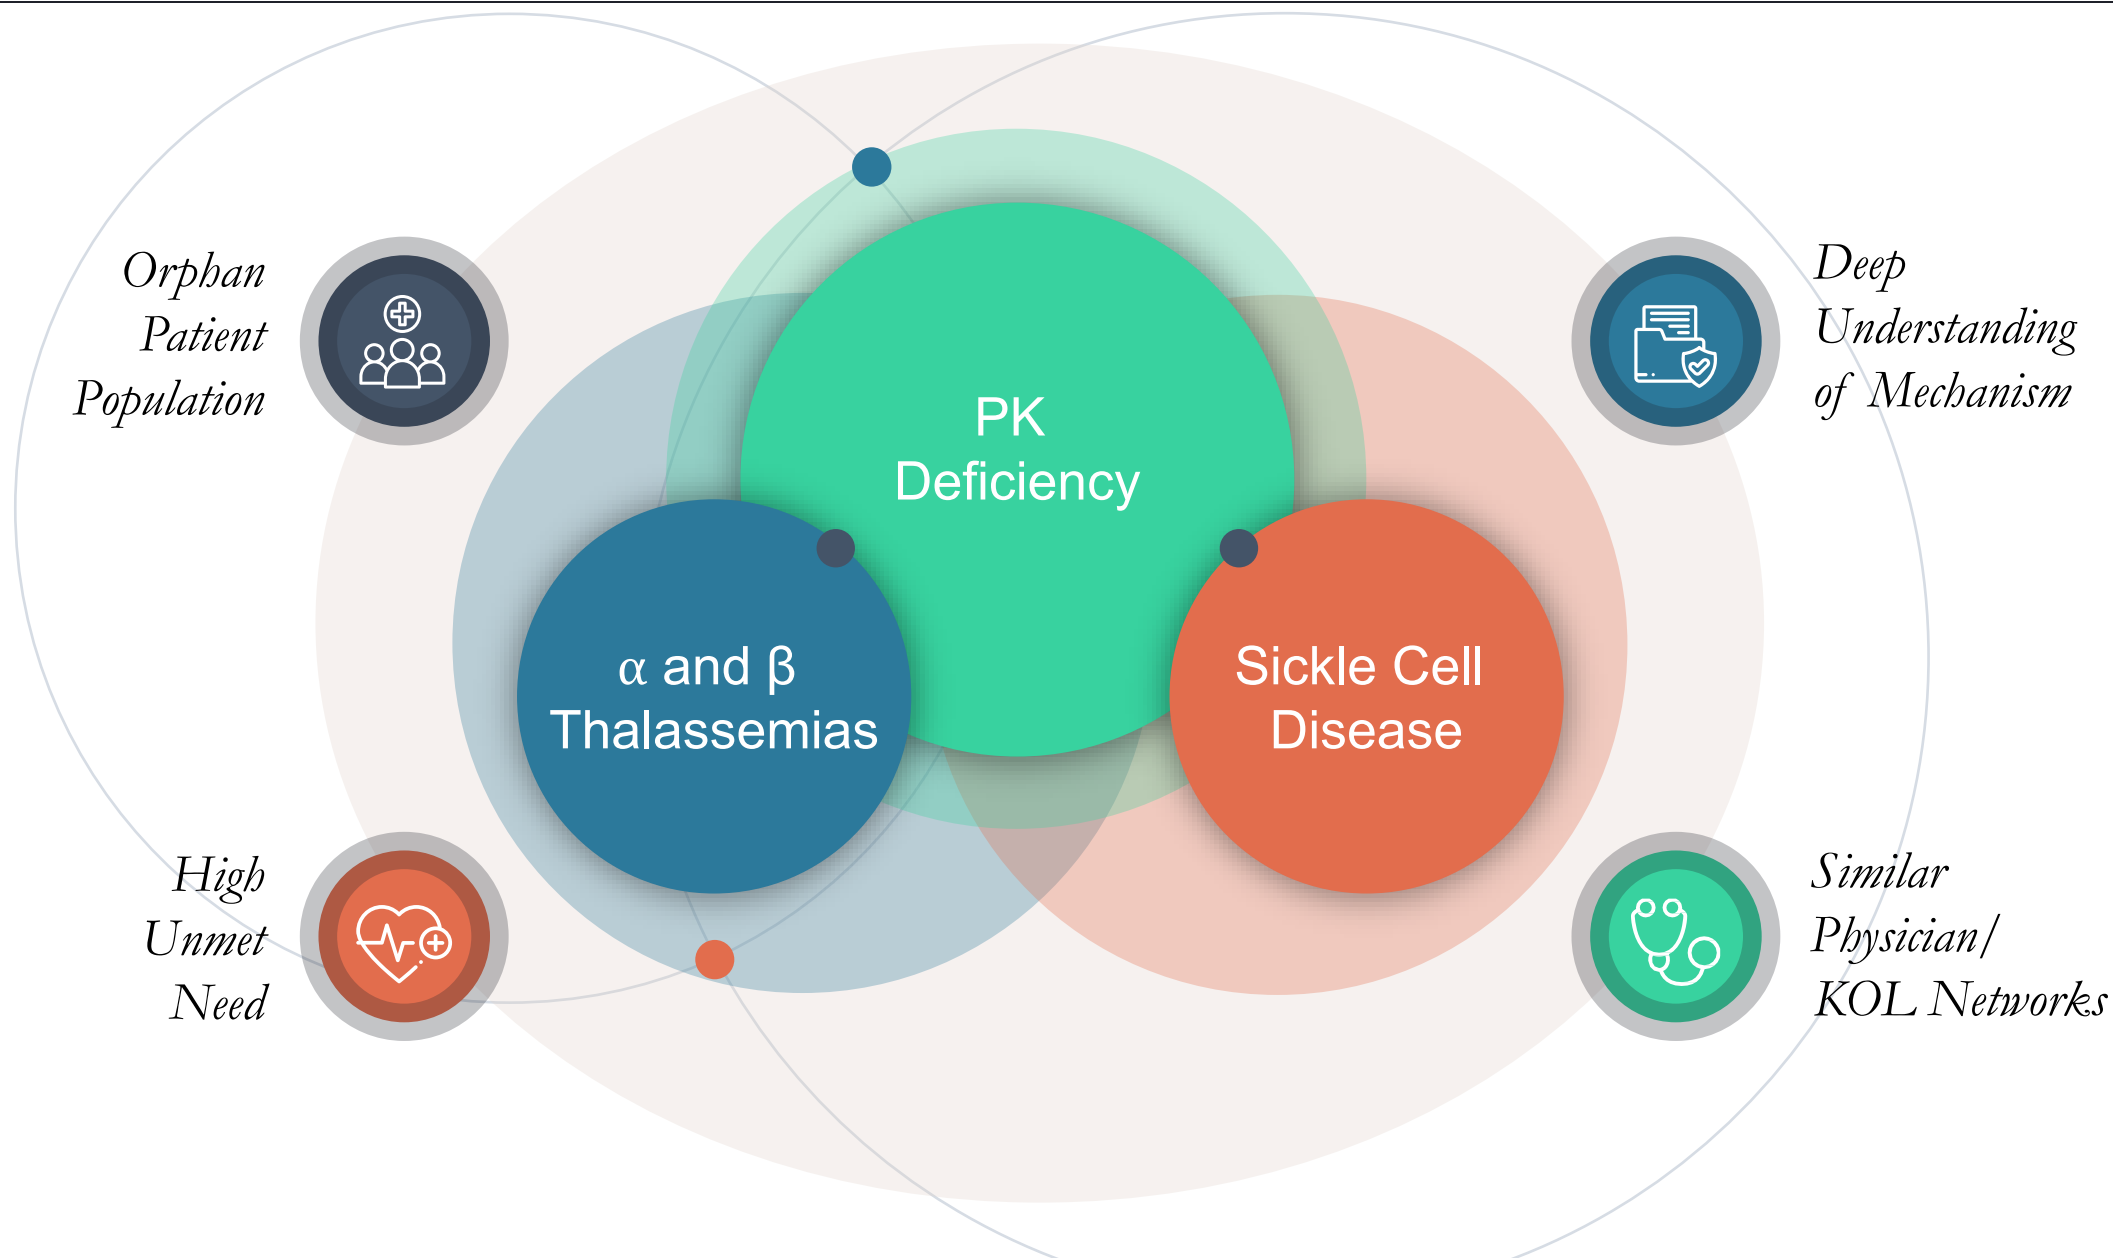 Orphan
Patient
Population
Deep
Understanding
of Mechanism
PK
Deficiency
α and β
Thalassemias
Sickle Cell
Disease
High
Unmet
Need
Similar
Physician/
KOL Networks